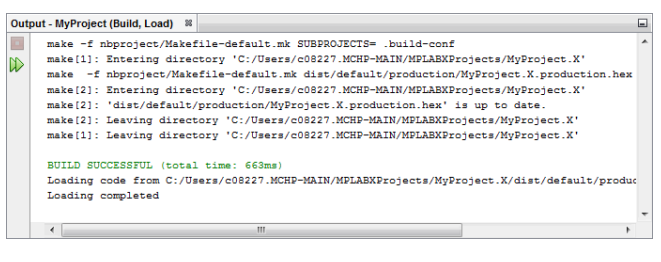 Output - MyProject (Build, Load)
make -f nbproject/Makefile-default.mk SUBPROJECTS= .build-conf
make[1]: Entering directory 'C:/Users/c08227.MCHP-MAIN/MPLABXProjects/MyProject.X'
make  -f nbproject/Makefile-default.mk dist/default/production/MyProject.X.production.hex
make[2]: Entering directory 'C:/Users/c08227.MCHP-MAIN/MPLABXProjects/MyProject.X'
make[2]: 'dist/default/production/MyProject.X.production.hex' is up to date.
make[2]: Leaving directory 'C:/Users/c08227.MCHP-MAIN/MPLABXProjects/MyProject.X'
make[1]: Leaving directory 'C:/Users/c08227.MCHP-MAIN/MPLABXProjects/MyProject.X'
BUILD SUCCESSFUL (total time: 663ms)
Loading code from C:/Users/c08227.MCHP-MAIN/MPLABXProjects/MyProject.X/dist/default/produc
Loading completed